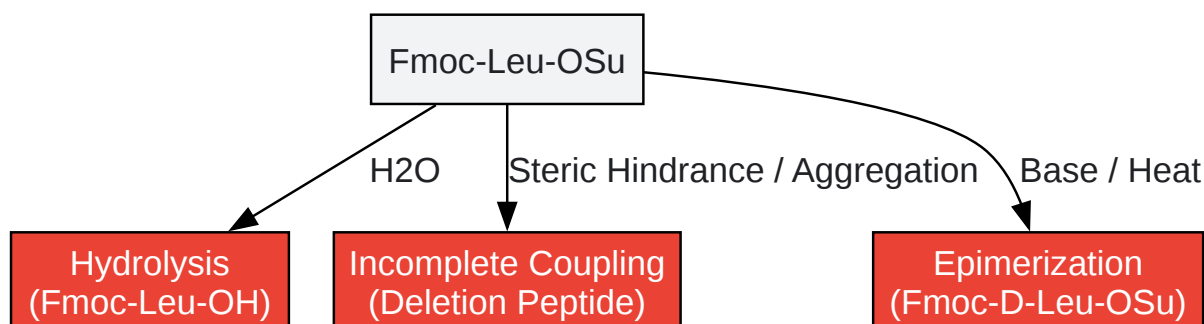 Fmoc-Leu-OSu
H2O
Steric Hindrance / Aggregation
Base / Heat
Hydrolysis
(Fmoc-Leu-OH)
Incomplete Coupling
(Deletion Peptide)
Epimerization
(Fmoc-D-Leu-OSu)